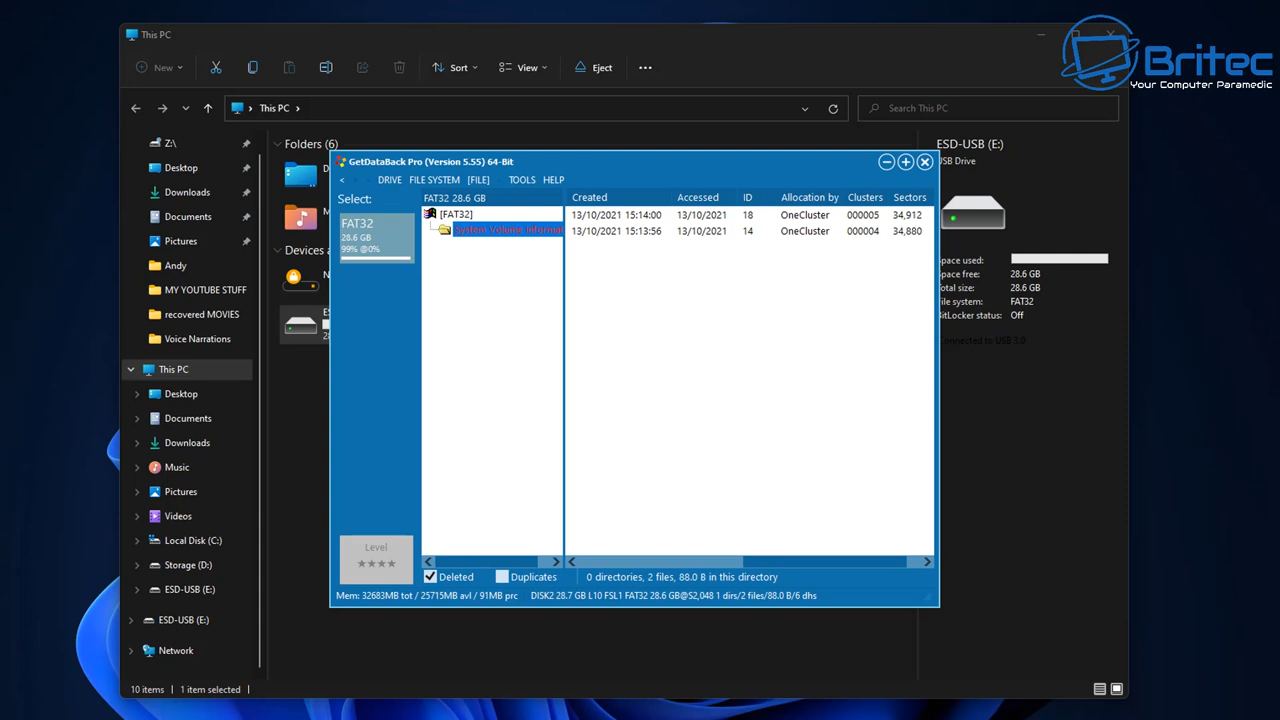 This PC
Britec
Your Computer Paramedic
New
Sort
View
Eject
This PC
Search This PC
Z:\
Desktop
Downloads
Documents
Pictures
Andy
MY YOUTUBE STUFF
recovered MOVIES
Voice Narrations
This PC
Desktop
Documents
Downloads
Music
Pictures
Videos
Local Disk (C:)
Storage (D:)
ESD-USB (E:)
ESD-USB (E:)
Network
10 items
1 item selected
Folders (6)
Devices a
GetDataBack Pro (Version 5.55) 64-Bit
< DRIVE FILE SYSTEM [FILE] TOOLS HELP
Select:
FAT32
28.6 GB
99% @0%
Level
★★★★
FAT32 28.6 GB
[FAT32]
System Volume Informat
Created Accessed ID Allocation by Clusters Sectors
13/10/2021 15:14:00 13/10/2021 18 OneCluster 000005 34,912
13/10/2021 15:13:56 13/10/2021 14 OneCluster 000004 34,880
Deleted Duplicates 0 directories, 2 files, 88.0 B in this directory
Mem: 32683MB tot / 25715MB avl / 91MB prc DISK2 28.7 GB L10 FSL1 FAT32 28.6 GB@S2,048 1 dirs/2 files/88.0 B/6 dhs
ESD-USB (E:)
USB Drive
Space used:
Space free: 28.6 GB
Total size: 28.6 GB
File system: FAT32
BitLocker status: Off
Connected to USB 3.0